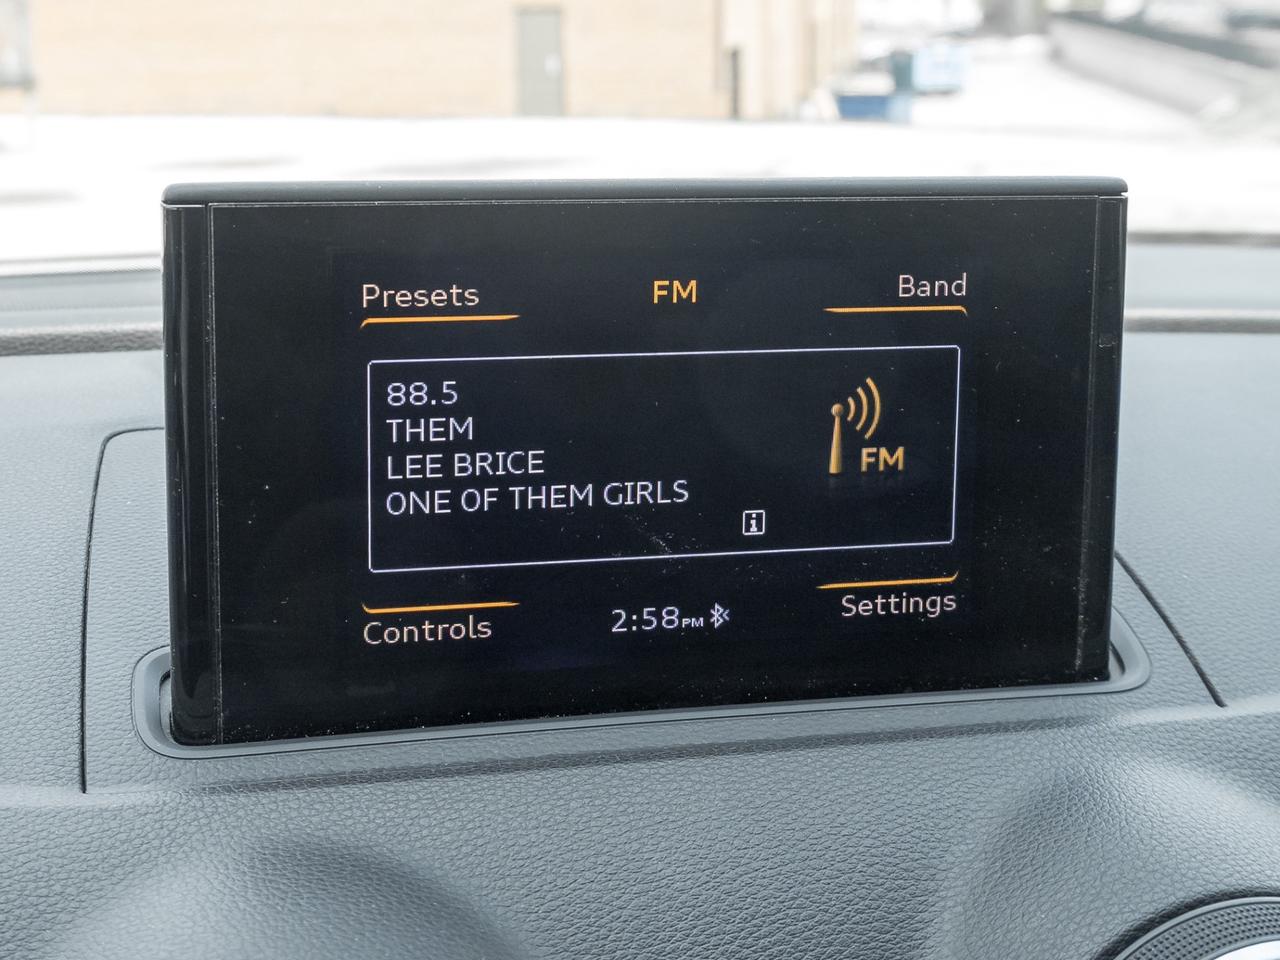 Presets FM Band
88.5
THEM
LEE BRICE
ONE OF THEM GIRLS
FM
i
Controls 2:58PM Settings